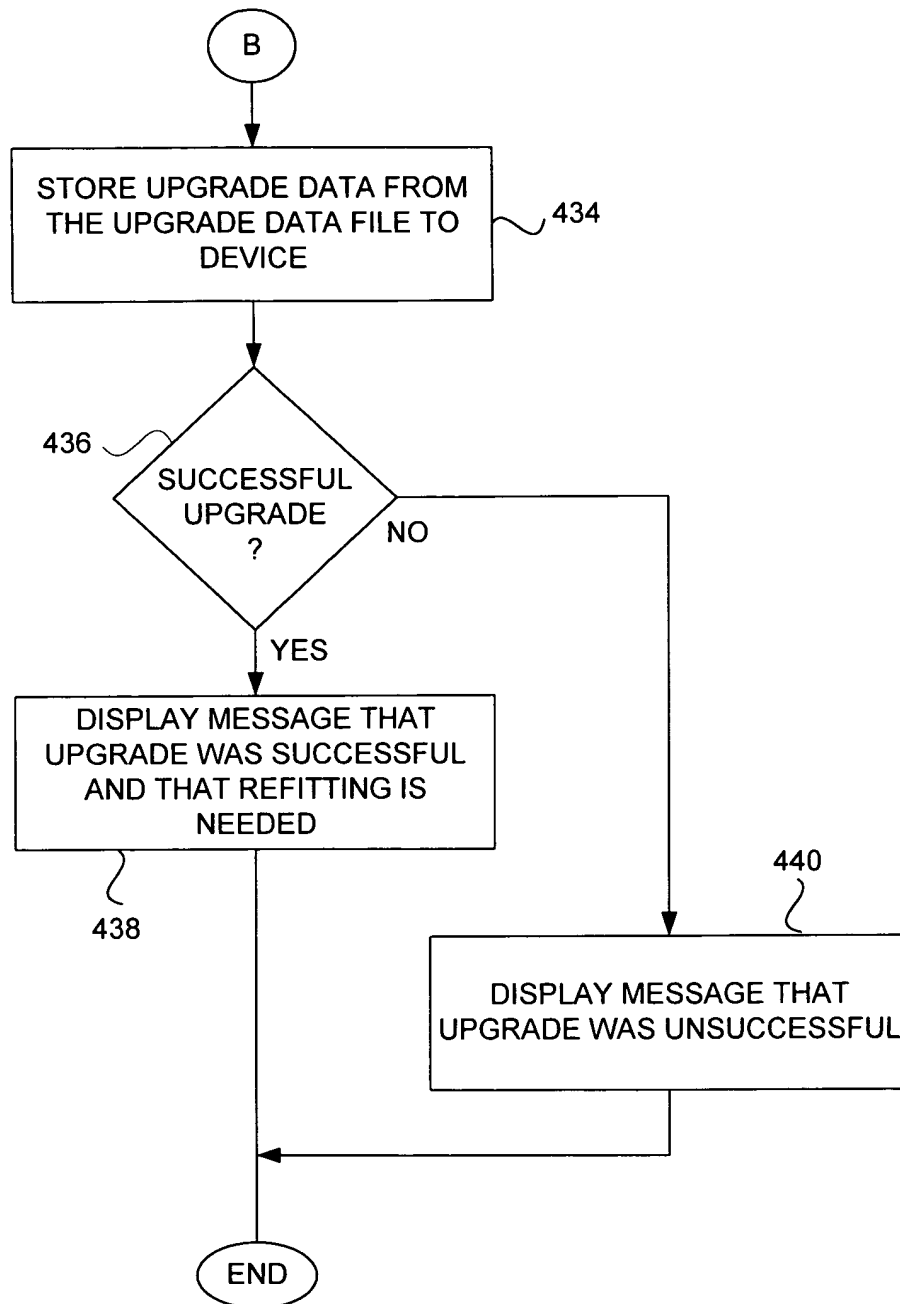 B
STORE UPGRADE DATA FROM
THE UPGRADE DATA FILE TO
DEVICE
434
436
SUCCESSFUL
UPGRADE
?
NO
YES
DISPLAY MESSAGE THAT
UPGRADE WAS SUCCESSFUL
AND THAT REFITTING IS
NEEDED
438
440
DISPLAY MESSAGE THAT
UPGRADE WAS UNSUCCESSFUL
END